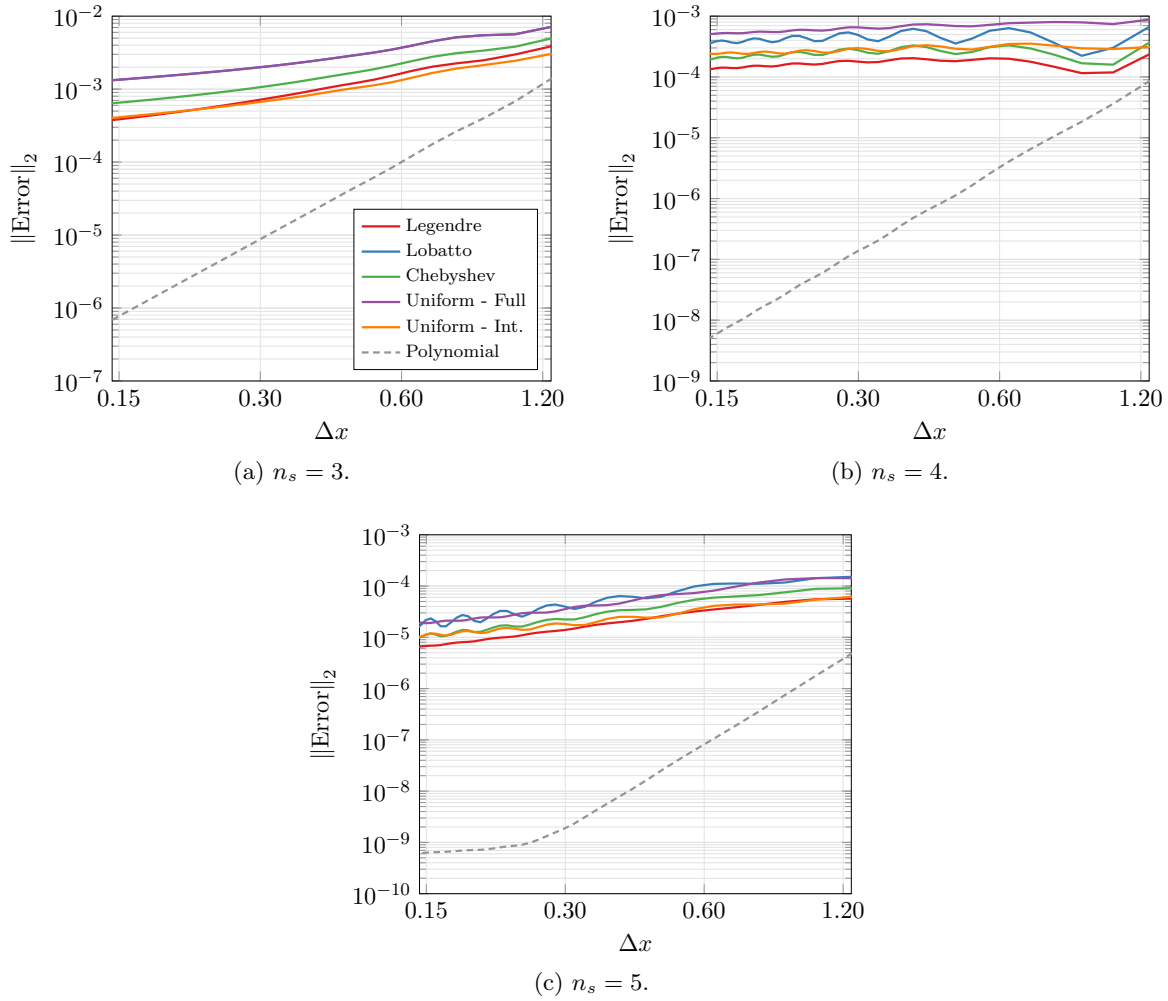 10⁻²
10⁻³
10⁻⁴
10⁻⁵
10⁻⁶
10⁻⁷
||Error||₂
Legendre
Lobatto
Chebyshev
Uniform - Full
Uniform - Int.
Polynomial
0.15 0.30 0.60 1.20
Δx
(a) nₛ = 3.
10⁻³
10⁻⁴
10⁻⁵
10⁻⁶
10⁻⁷
10⁻⁸
10⁻⁹
||Error||₂
0.15 0.30 0.60 1.20
Δx
(b) nₛ = 4.
10⁻³
10⁻⁴
10⁻⁵
10⁻⁶
10⁻⁷
10⁻⁸
10⁻⁹
10⁻¹⁰
||Error||₂
0.15 0.30 0.60 1.20
Δx
(c) nₛ = 5.